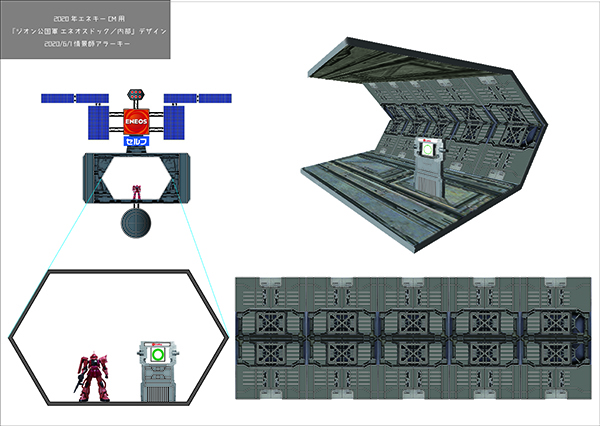 2020年エネキーCM用
「ジオン公国軍 エネオスドック／内部」デザイン
2020/6/1 情景師アラーキー
ENEOS
セルフ